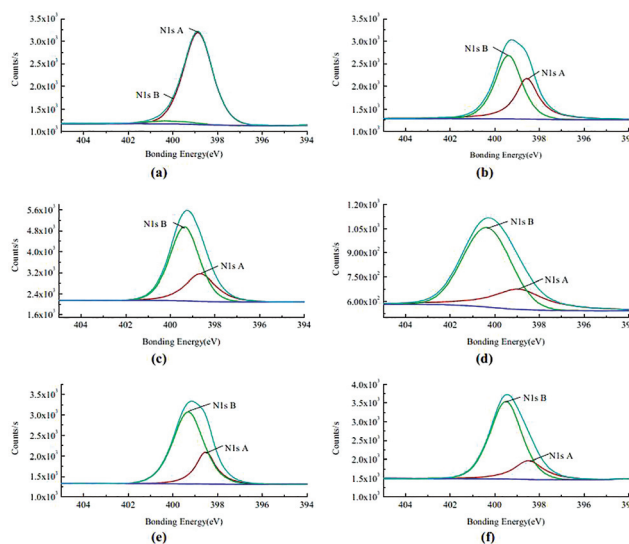 3.5x10³
3.0x10³
2.5x10³
2.0x10³
1.5x10³
1.0x10³
Counts/s
N1s A
N1s B
404 402 400 398 396 394
Bonding Energy(eV)
(a)
3.5x10³
3.0x10³
2.5x10³
2.0x10³
1.5x10³
1.0x10³
Counts/s
N1s B
N1s A
404 402 400 398 396 394
Bonding Energy(eV)
(b)
5.6x10³
4.8x10³
4.0x10³
3.2x10³
2.4x10³
1.6x10³
Counts/s
N1s B
N1s A
404 402 400 398 396 394
Bonding Energy(eV)
(c)
1.20x10³
1.05x10³
9.00x10²
7.50x10²
6.00x10²
Counts/s
N1s B
N1s A
404 402 400 398 396 394
Bonding Energy(eV)
(d)
3.5x10³
3.0x10³
2.5x10³
2.0x10³
1.5x10³
1.0x10³
Counts/s
N1s B
N1s A
404 402 400 398 396 394
Bonding Energy(eV)
(e)
4.0x10³
3.5x10³
3.0x10³
2.5x10³
2.0x10³
1.5x10³
1.0x10³
Counts/s
N1s B
N1s A
404 402 400 398 396 394
Bonding Energy(eV)
(f)